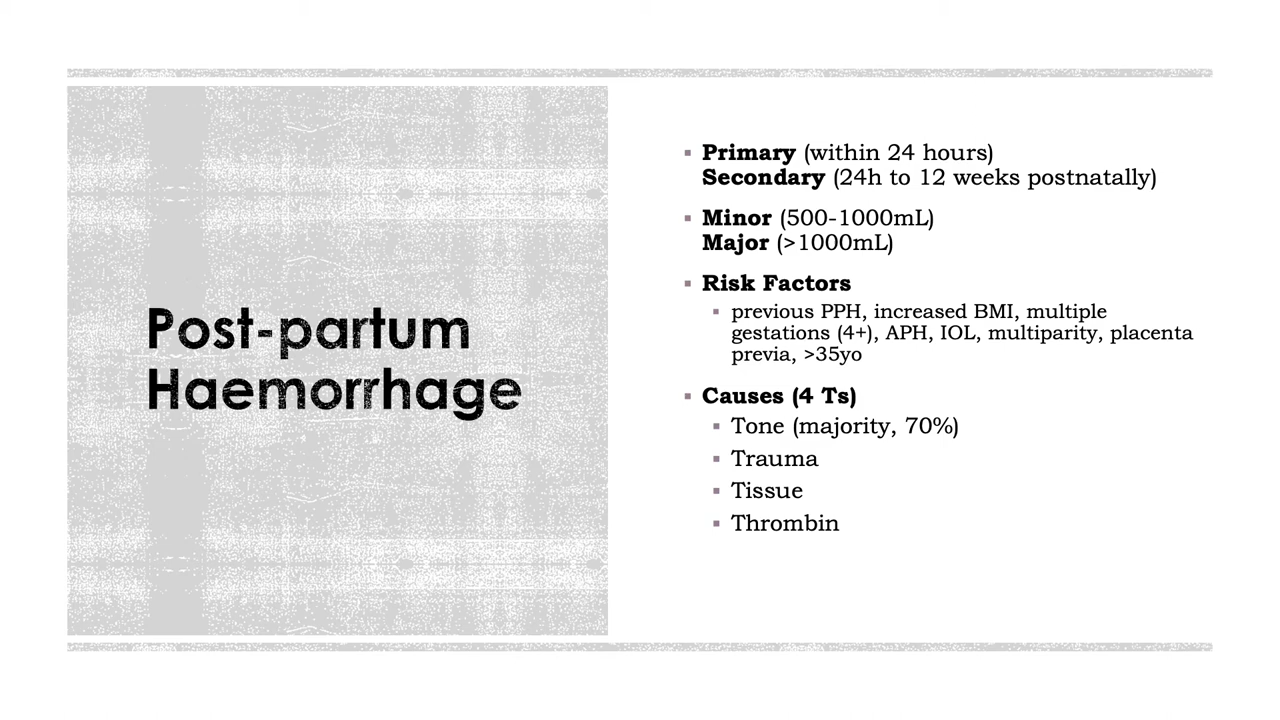 Post-partum
Haemorrhage
Primary (within 24 hours)
Secondary (24h to 12 weeks postnatally)
Minor (500-1000mL)
Major (>1000mL)
Risk Factors
previous PPH, increased BMI, multiple
gestations (4+), APH, IOL, multiparity, placenta
previa, >35yo
Causes (4 Ts)
Tone (majority, 70%)
Trauma
Tissue
Thrombin